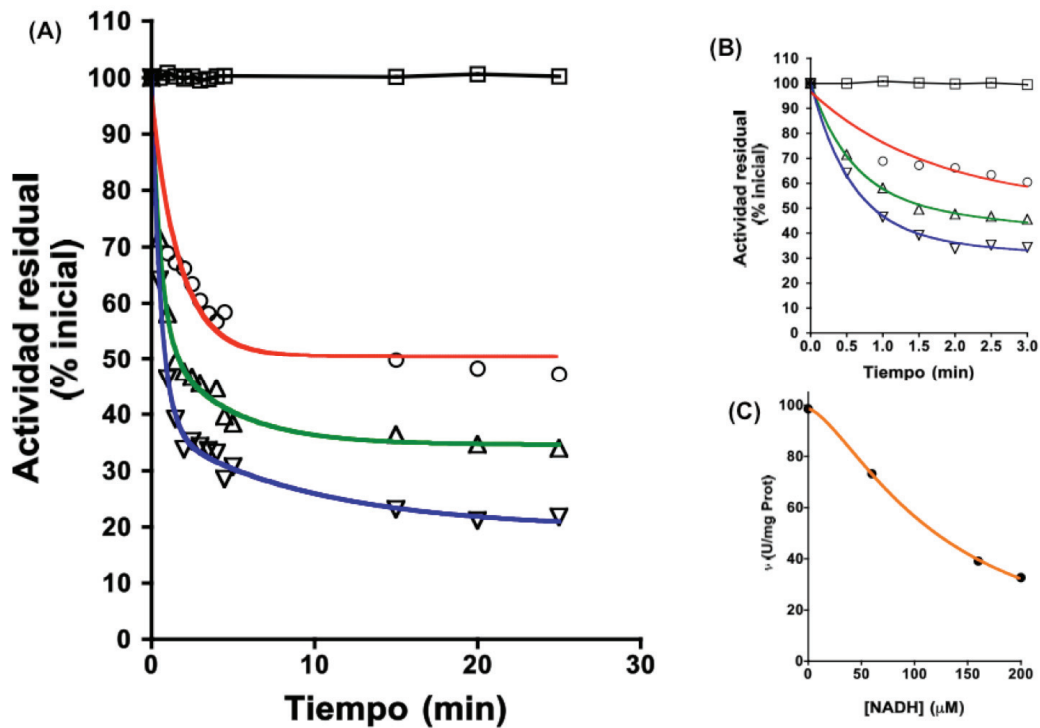 (A)
110
100
90
80
70
60
50
40
30
20
10
0
0 10 20 30
Actividad residual
(% inicial)
Tiempo (min)
(B)
100
90
80
70
60
50
40
30
20
10
0
0.0 0.5 1.0 1.5 2.0 2.5 3.0
Actividad residual
(% inicial)
Tiempo (min)
(C)
100
80
60
40
20
0
0 50 100 150 200
ν (U/mg Prot)
[NADH] (μM)